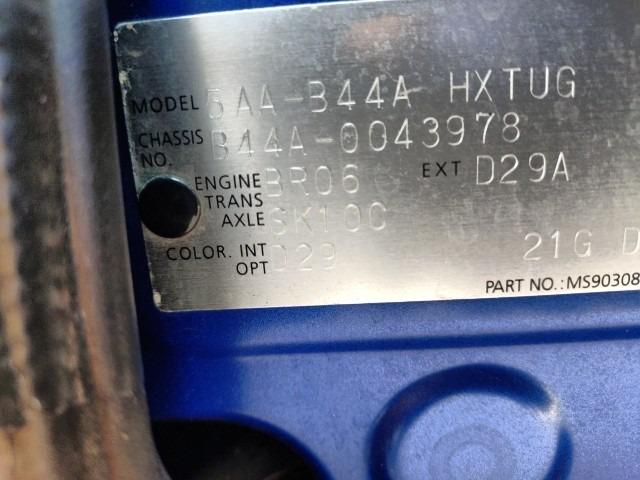 MODEL 5AA-B44A HXTUG
CHASSIS NO. B44A-0043978
ENGINE BR06 EXT D29A
TRANS AXLE SK10C
COLOR. INT OPT D29 21G D
PART NO.: MS90308